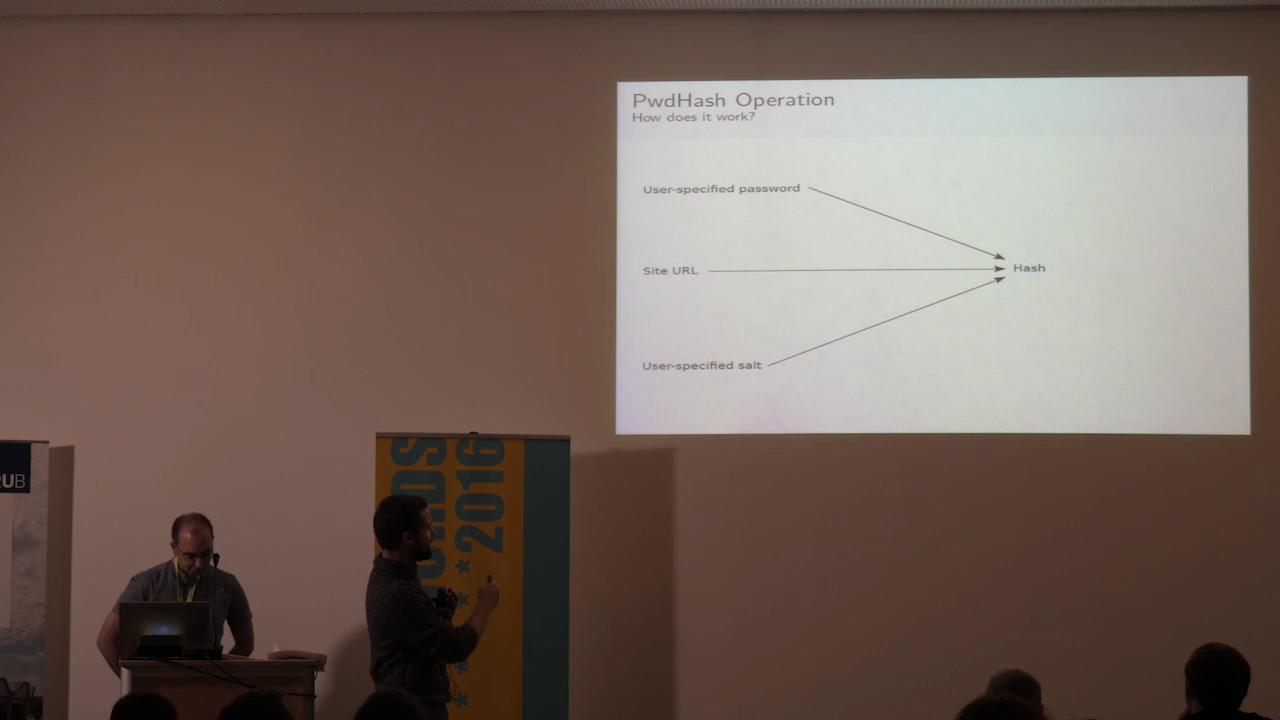 PwdHash Operation
How does it work?
User-specified password
Site URL
Hash
User-specified salt
2016